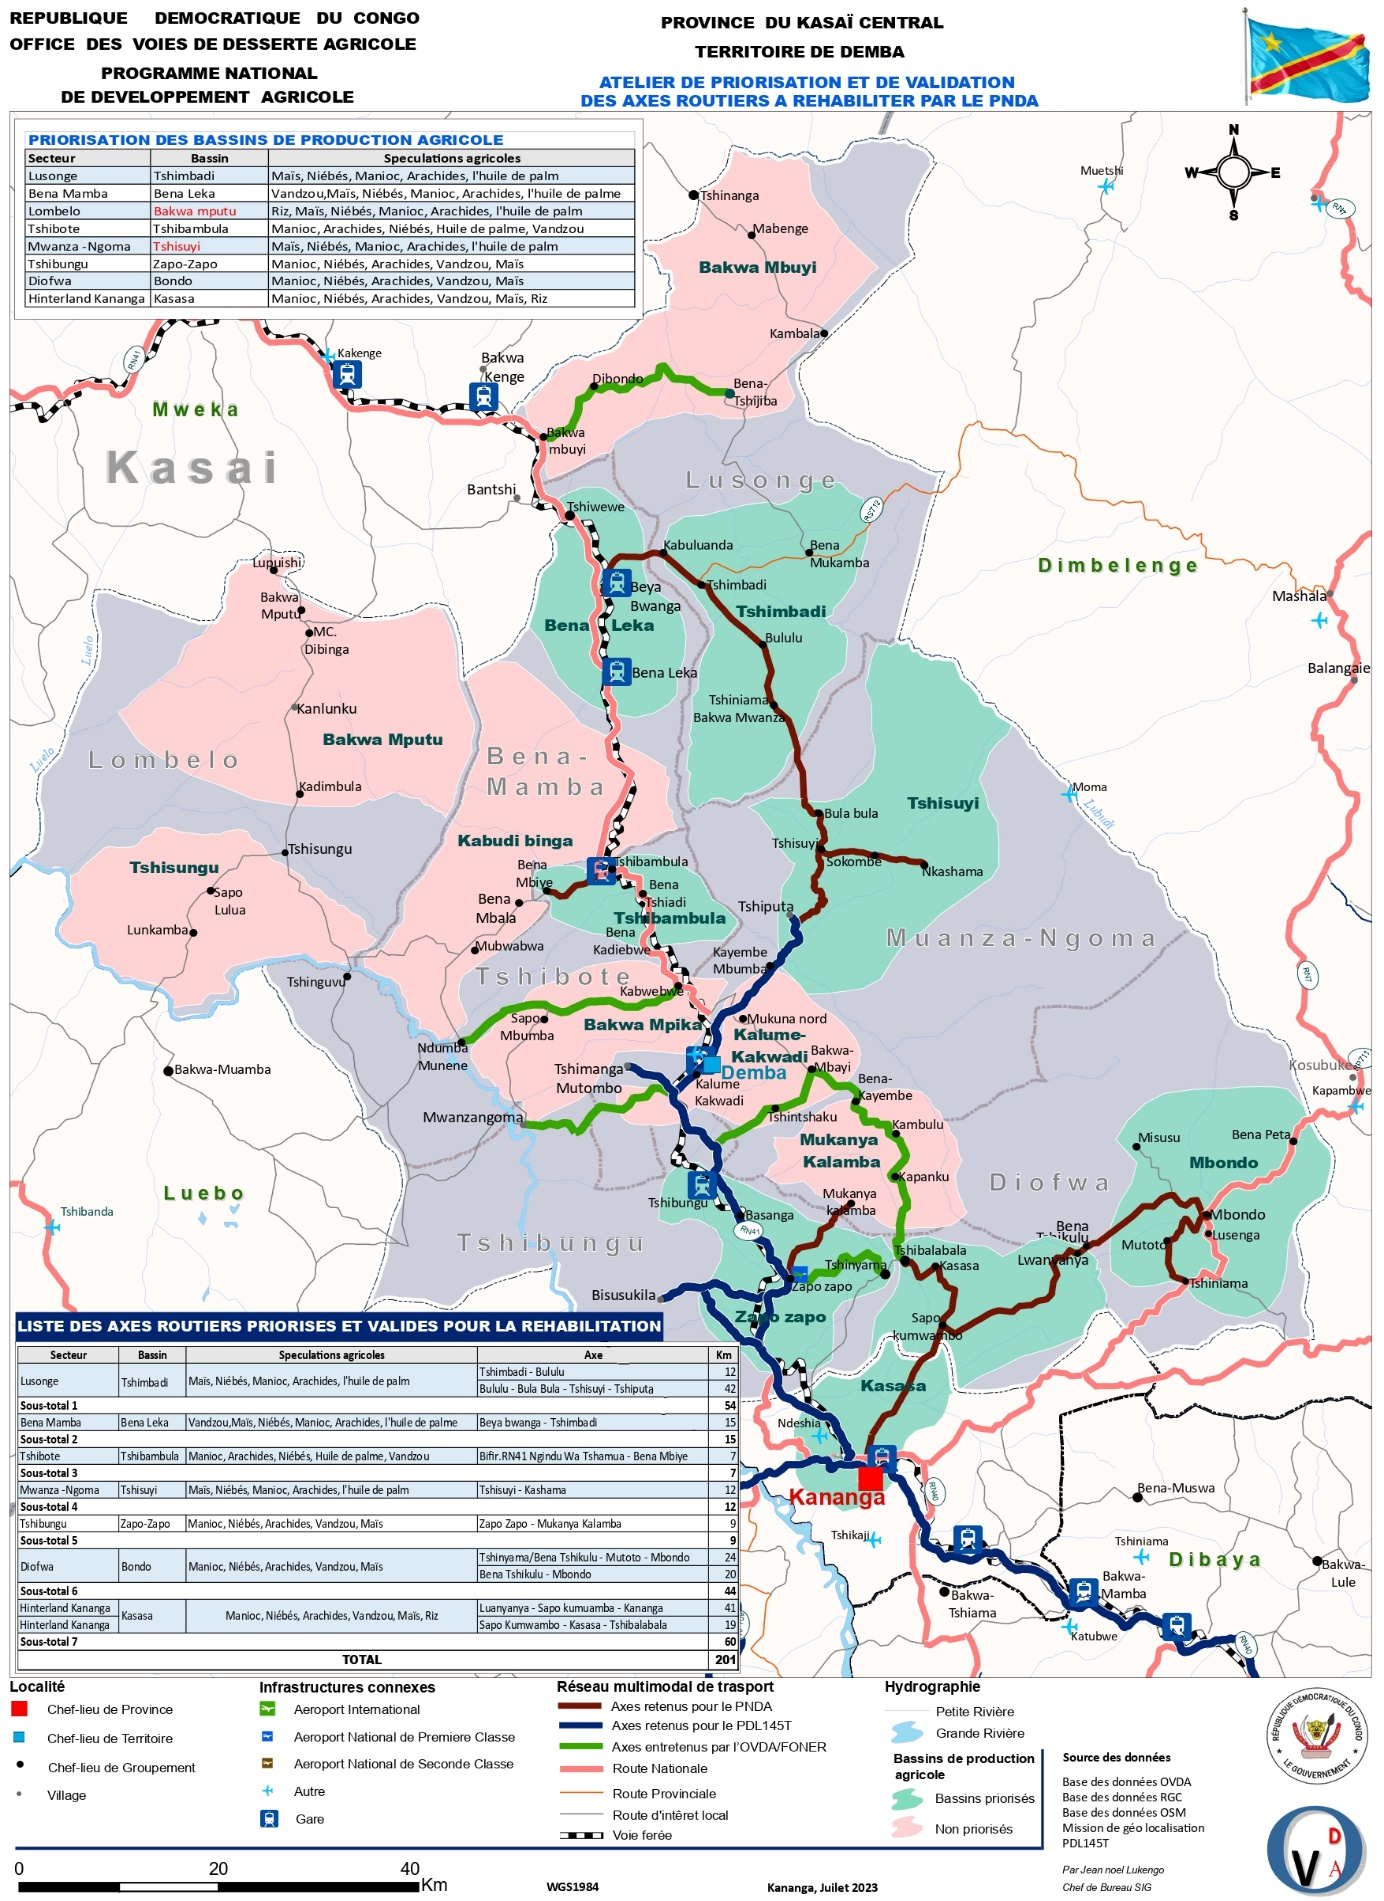 REPUBLIQUE DEMOCRATIQUE DU CONGO
OFFICE DES VOIES DE DESSERTE AGRICOLE
PROGRAMME NATIONAL
DE DEVELOPPEMENT AGRICOLE
PROVINCE DU KASAÏ CENTRAL
TERRITOIRE DE DEMBA
ATELIER DE PRIORISATION ET DE VALIDATION
DES AXES ROUTIERS A REHABILITER PAR LE PNDA
PRIORISATION DES BASSINS DE PRODUCTION AGRICOLE
Secteur Bassin Speculations agricoles
Lusonge Tshimbadi Maïs, Niébés, Manioc, Arachides, l'huile de palm
Bena Mamba Bena Leka Vandzou,Maïs, Niébés, Manioc, Arachides, l'huile de palme
Lombelo Bakwa mputu Riz, Maïs, Niébés, Manioc, Arachides, l'huile de palm
Tshibote Tshibambula Manioc, Arachides, Niébés, Huile de palme, Vandzou
Mwanza -Ngoma Tshisuyi Maïs, Niébés, Manioc, Arachides, l'huile de palm
Tshibungu Zapo-Zapo Manioc, Niébés, Arachides, Vandzou, Maïs
Diofwa Bondo Manioc, Niébés, Arachides, Vandzou, Maïs
Hinterland Kananga Kasasa Manioc, Niébés, Arachides, Vandzou, Maïs, Riz
N
W E
S
Muetshi
RN7
Tshinanga
Mabenge
Bakwa Mbuyi
Kambala
RN41
Kakenge
Bakwa
Kenge
Dibondo
Bena-
Tshijiba
Mweka
Bakwa
mbuyi
Kasai
Lusonge
Bantshi
Tshiwewe
RS712
Kabuluanda
Bena
Mukamba
Lupuishi
Dimbelenge
Beya
Bwanga
Tshimbadi
Bakwa
Mputu
Mashala
Tshimbadi
MC.
Dibinga
Bena Leka
Bululu
Luelo
Bena Leka
Balangaie
Kanlunku
Tshiniama
Bakwa Mwanza
Bakwa Mputu
Luelo
Lombelo
Bena-
Mamba
Kadimbula
Moma
Lubudi
Tshisuyi
Bula bula
Kabudi binga
Tshisungu
Tshisuyi
Tshisungu
Bena
Mbiye
Tshibambula
Sokombe
Nkashama
Sapo
Lulua
Bena
Mbala
Bena
Tshiadi
Tshibambula
Tshiputa
Lunkamba
Bena
Kadiebwe
Mubwabwa
Muanza-Ngoma
Kayembe
Mbumba
Tshinguvu
Tshibote
RN7
Kabwebwe
Sapo
Mbumba
Bakwa Mpika
Mukuna nord
Kalume-
Kakwadi
Ndumba
Munene
Bakwa-
Mbayi
Tshimanga
Mutombo
Demba
Bakwa-Muamba
Kalume
Kakwadi
Bena-
Kayembe
Kosubuke
Kapambwe
Mwanzangoma
Tshintshaku
Kambulu
Misusu
Bena Peta
Mukanya
Kalamba
Mbondo
Kapanku
Diofwa
Luebo
Tshibanda
Tshibungu
Mukanya
kalamba
Basanga
RN41
Mbondo
Bena
Tshikulu
Lusenga
Mutoto
Tshibungu
Tshibalabala
Kasasa
Lwanyanya
Tshinyama
Tshiniama
Zapo zapo
Bisusukila
Zapo zapo
Sapo
kumwambo
Kasasa
Ndeshia
Kananga
RN40
Bena-Muswa
Tshikaji
Tshiniama
Dibaya
Bakwa-
Lule
Bakwa-
Mamba
Bakwa-
Tshiama
Katubwe
RN40
LISTE DES AXES ROUTIERS PRIORISES ET VALIDES POUR LA REHABILITATION
Secteur Bassin Speculations agricoles Axe Km
Lusonge Tshimbadi Maïs, Niébés, Manioc, Arachides, l'huile de palm Tshimbadi - Bululu 12
Bululu - Bula Bula - Tshisuyi - Tshiputa 42
Sous-total 1 54
Bena Mamba Bena Leka Vandzou,Maïs, Niébés, Manioc, Arachides, l'huile de palme Beya bwanga - Tshimbadi 15
Sous-total 2 15
Tshibote Tshibambula Manioc, Arachides, Niébés, Huile de palme, Vandzou Bifir.RN41 Ngindu Wa Tshamua - Bena Mbiye 7
Sous-total 3 7
Mwanza -Ngoma Tshisuyi Maïs, Niébés, Manioc, Arachides, l'huile de palm Tshisuyi - Kashama 12
Sous-total 4 12
Tshibungu Zapo-Zapo Manioc, Niébés, Arachides, Vandzou, Maïs Zapo Zapo - Mukanya Kalamba 9
Sous-total 5 9
Diofwa Bondo Manioc, Niébés, Arachides, Vandzou, Maïs Tshinyama/Bena Tshikulu - Mutoto - Mbondo 24
Bena Tshikulu - Mbondo 20
Sous-total 6 44
Hinterland Kananga Kasasa Manioc, Niébés, Arachides, Vandzou, Maïs, Riz Luanyanya - Sapo kumuamba - Kananga 41
Hinterland Kananga Sapo Kumwambo - Kasasa - Tshibalabala 19
Sous-total 7 60
TOTAL 201
Localité
Chef-lieu de Province
Chef-lieu de Territoire
Chef-lieu de Groupement
Village
Infrastructures connexes
Aeroport International
Aeroport National de Premiere Classe
Aeroport National de Seconde Classe
Autre
Gare
Réseau multimodal de trasport
Axes retenus pour le PNDA
Axes retenus pour le PDL145T
Axes entretenus par l'OVDA/FONER
Route Nationale
Route Provinciale
Route d'intêret local
Voie ferée
Hydrographie
Petite Rivière
Grande Rivière
Bassins de production
agricole
Bassins priorisés
Non priorisés
Source des données
Base des données OVDA
Base des données RGC
Base des données OSM
Mission de géo localisation
PDL145T
Par Jean noel Lukengo
Chef de Bureau SIG
RÉPUBLIQUE DÉMOCRATIQUE DU CONGO
LE GOUVERNEMENT
O V D A
0 20 40
Km
WGS1984
Kananga, Juilet 2023